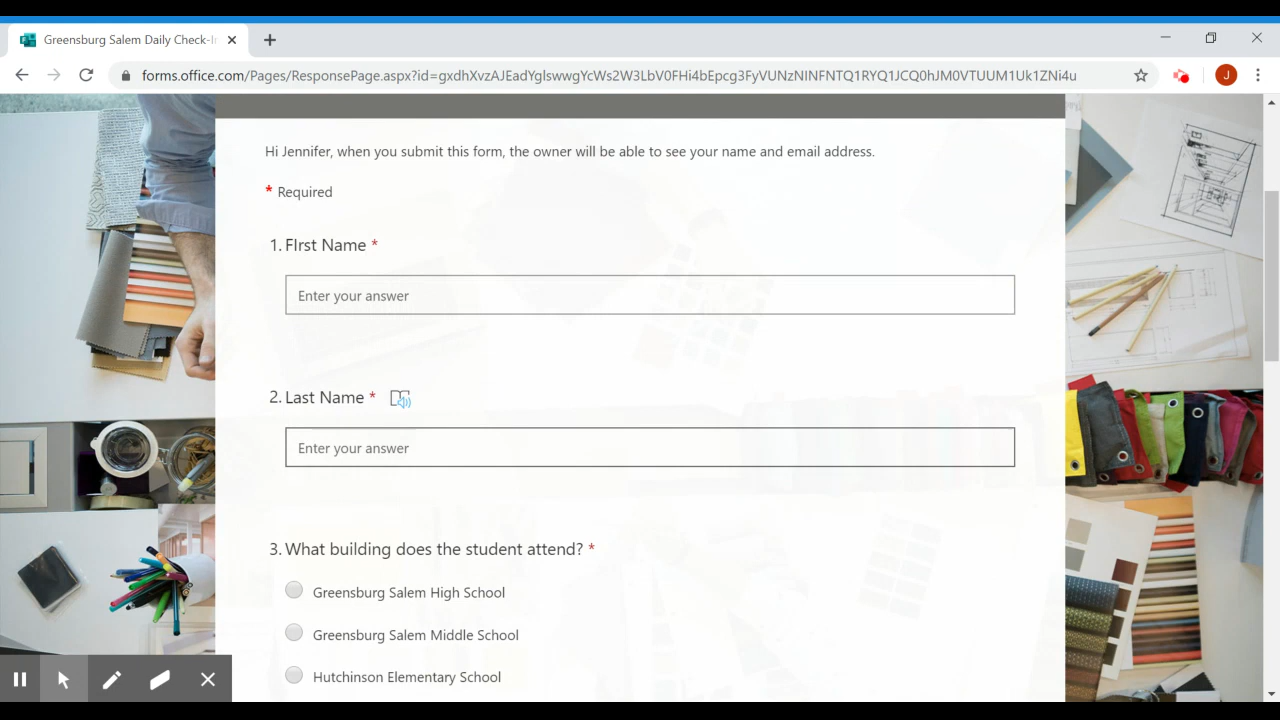 Greensburg Salem Daily Check-I
forms.office.com/Pages/ResponsePage.aspx?id=gxdhXvzAJEadYglswwgYcWs2W3LbV0FHi4bEpcg3FyVUNzNINFNTQ1RYQ1JCQ0hJM0VTUUM1Uk1ZNi4u
J
Hi Jennifer, when you submit this form, the owner will be able to see your name and email address.
* Required
1. FIrst Name *
Enter your answer
2. Last Name *
Enter your answer
3. What building does the student attend? *
Greensburg Salem High School
Greensburg Salem Middle School
Hutchinson Elementary School